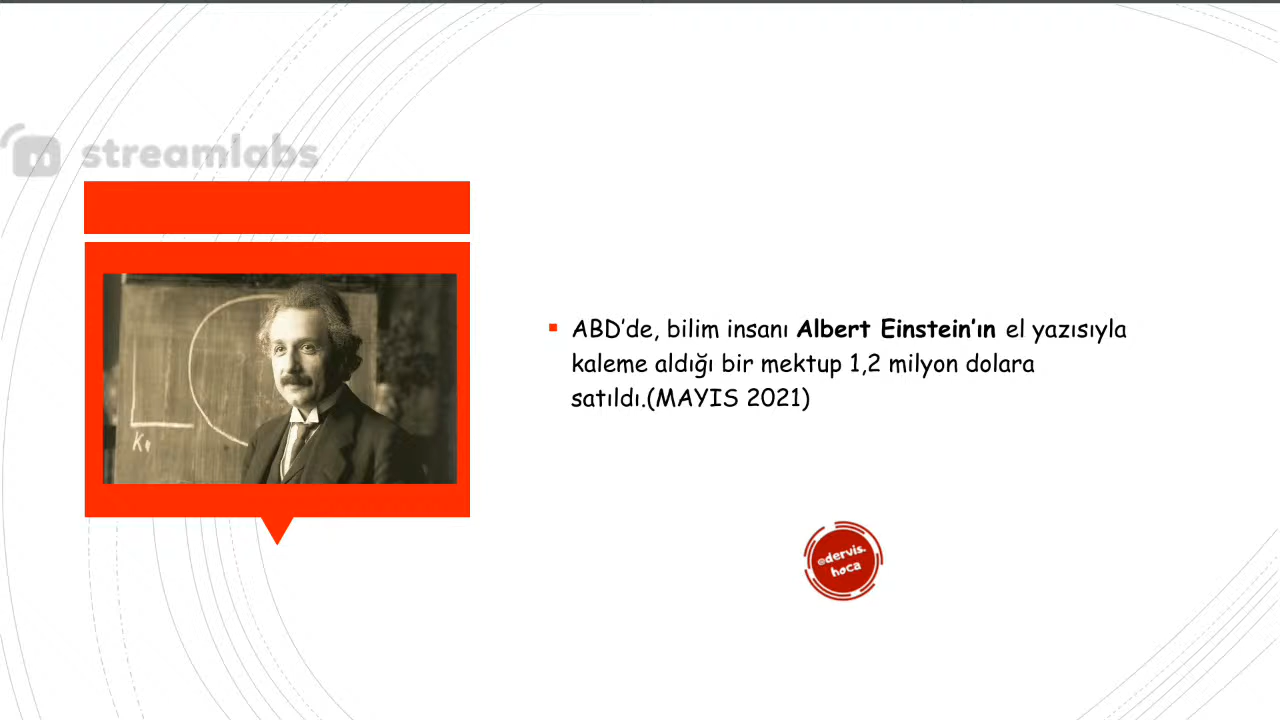 streamlabs
ABD’de, bilim insanı Albert Einstein’ın el yazısıyla
kaleme aldığı bir mektup 1,2 milyon dolara
satıldı.(MAYIS 2021)
@dervis.
hoca